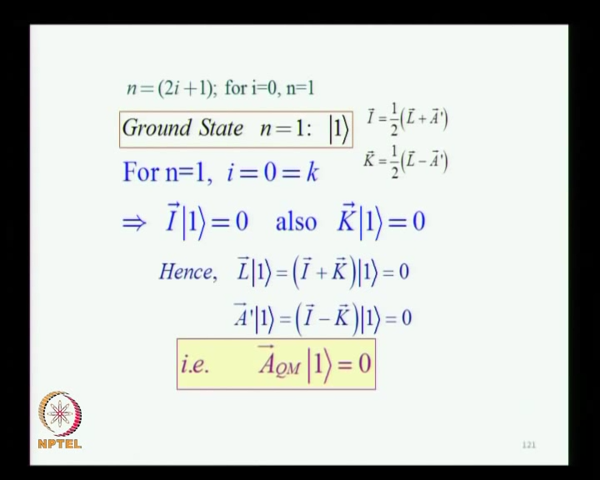 n=(2i+1); for i=0, n=1
Ground State n=1: |1⟩
I⃗=½(L⃗+A⃗')
K⃗=½(L⃗−A⃗')
For n=1, i=0=k
⇒ I⃗|1⟩=0 also K⃗|1⟩=0
Hence, L⃗|1⟩=(I⃗+K⃗)|1⟩=0
A⃗'|1⟩=(I⃗−K⃗)|1⟩=0
i.e. A⃗QM|1⟩=0
NPTEL
121